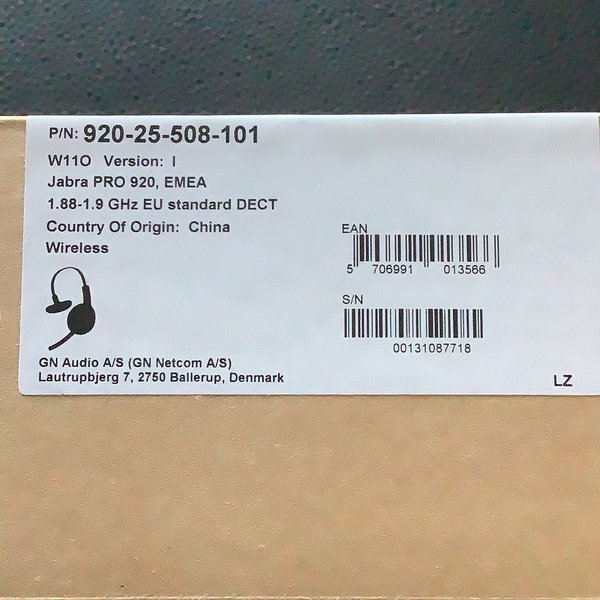 P/N: 920-25-508-101
W11O Version: I
Jabra PRO 920, EMEA
1.88-1.9 GHz EU standard DECT
Country Of Origin: China
Wireless
EAN
5 706991 013566
S/N
00131087718
GN Audio A/S (GN Netcom A/S)
Lautrupbjerg 7, 2750 Ballerup, Denmark
LZ